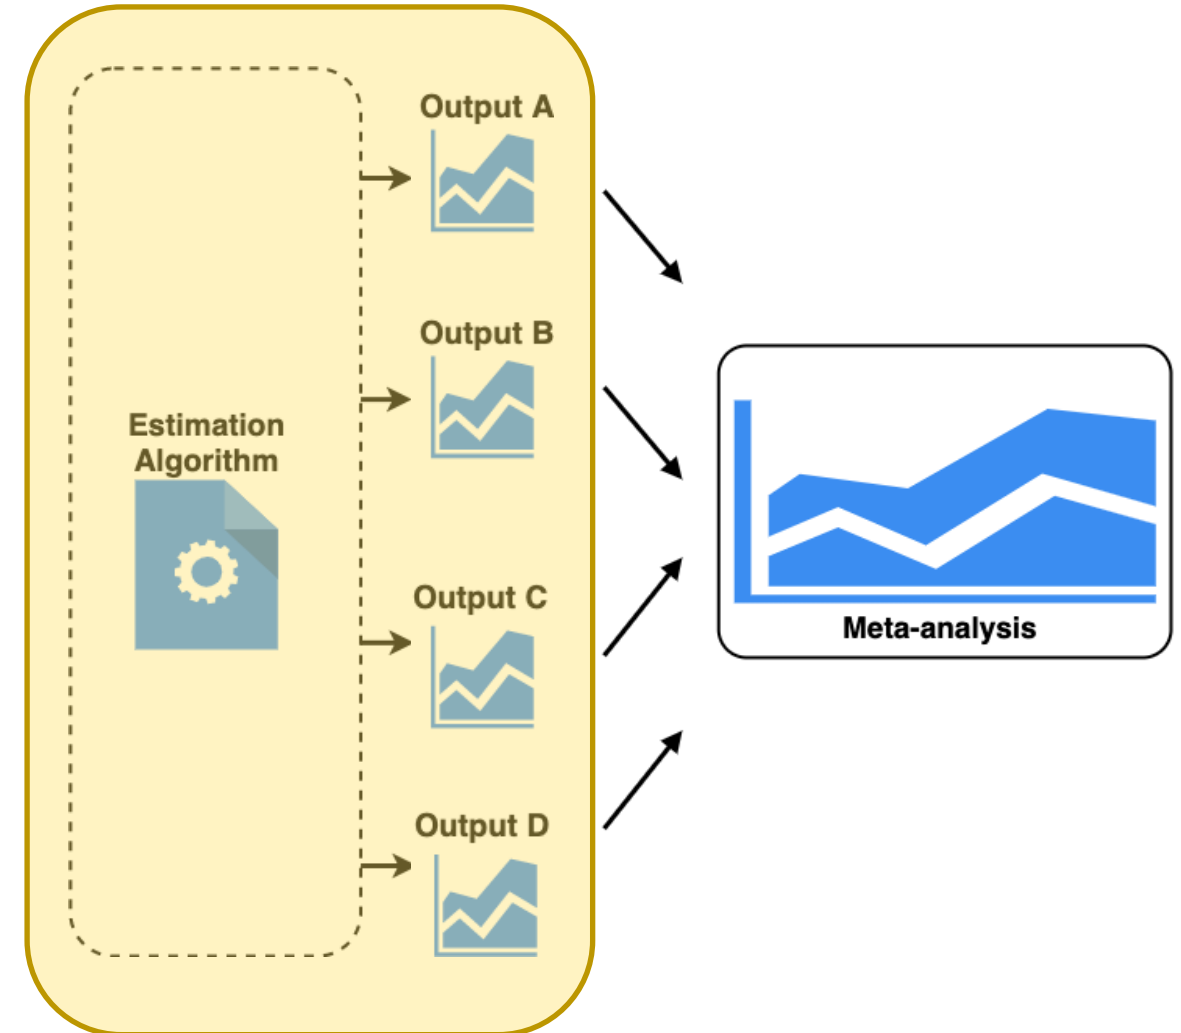 Output A
Output B
Estimation
Algorithm
Output C
Output D
Meta-analysis